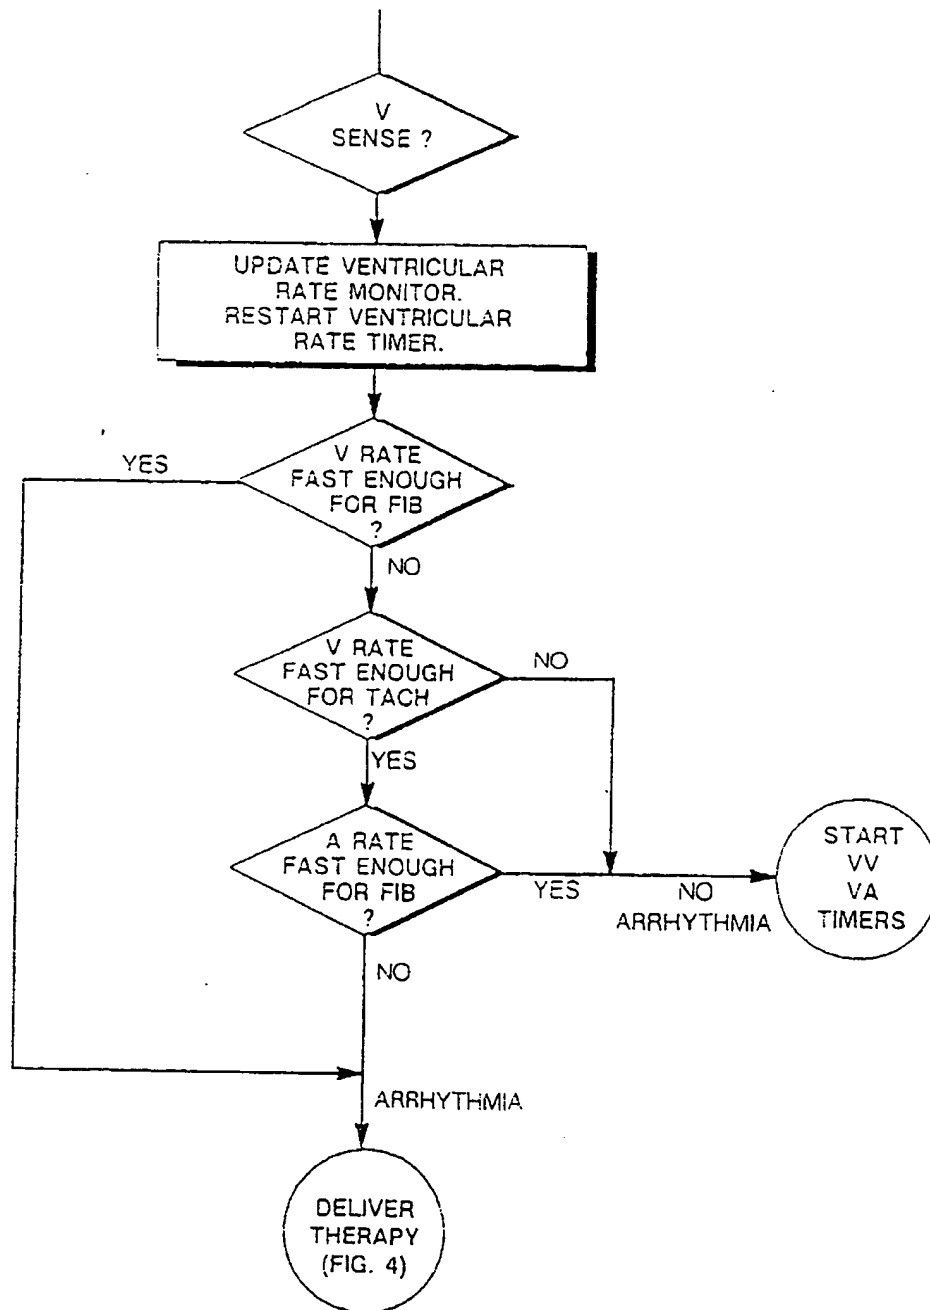 V
SENSE ?
UPDATE VENTRICULAR
RATE MONITOR.
RESTART VENTRICULAR
RATE TIMER.
YES
V RATE
FAST ENOUGH
FOR FIB
?
NO
V RATE
FAST ENOUGH
FOR TACH
?
NO
YES
A RATE
FAST ENOUGH
FOR FIB
?
YES
NO
ARRHYTHMIA
START
VV
VA
TIMERS
NO
ARRHYTHMIA
DELIVER
THERAPY
(FIG. 4)